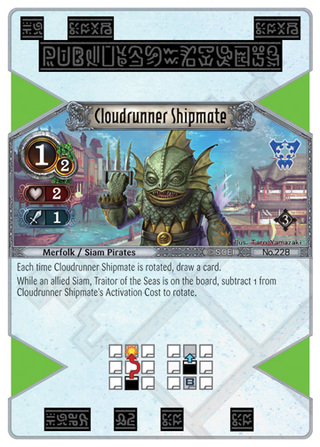 Cloudrunner Shipmate
1
2
2
1
3
Illus. Taro Yamazaki
Merfolk / Siam Pirates
SCEI
No.228
Each time Cloudrunner Shipmate is rotated, draw a card.
While an allied Siam, Traitor of the Seas is on the board, subtract 1 from
Cloudrunner Shipmate's Activation Cost to rotate.